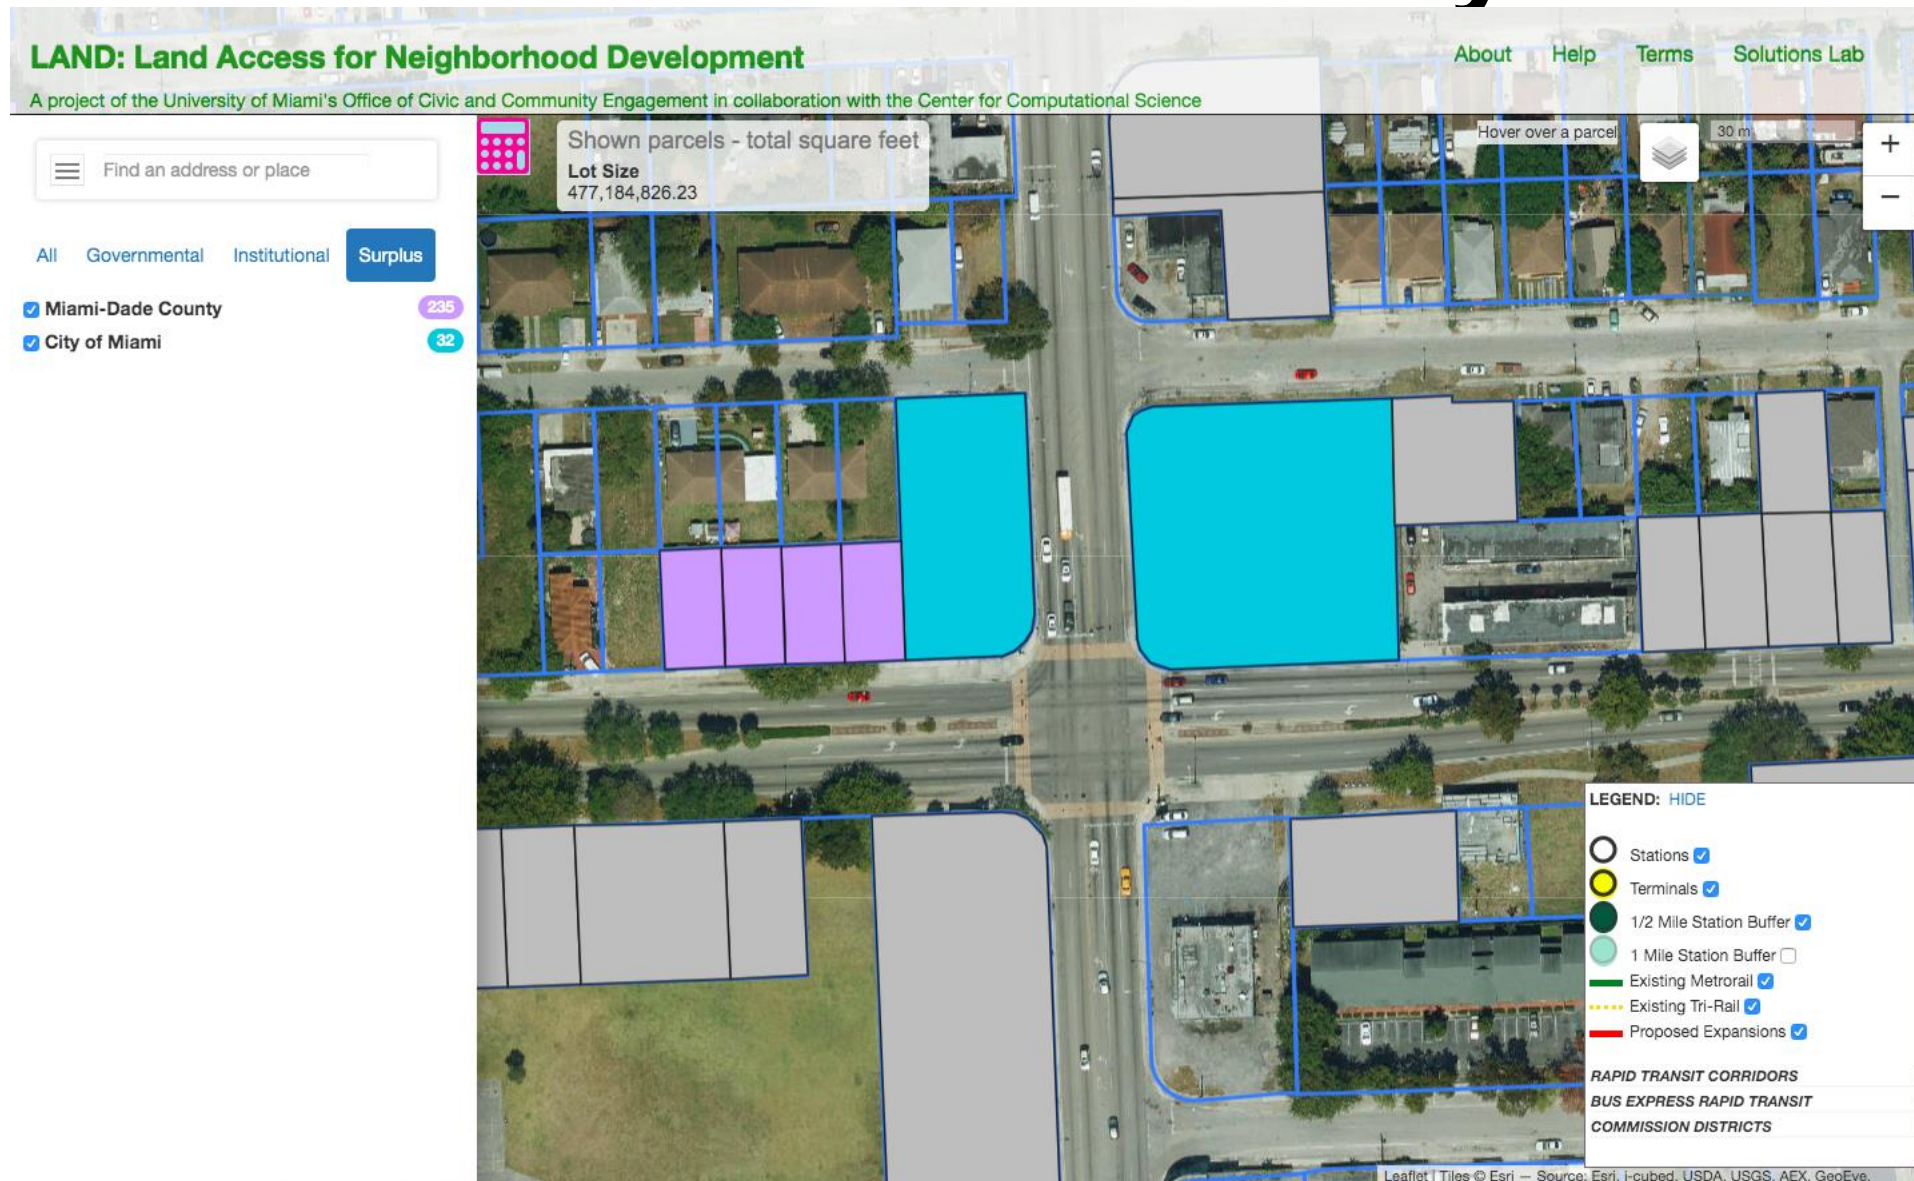 LAND: Land Access for Neighborhood Development
About Help Terms Solutions Lab
A project of the University of Miami's Office of Civic and Community Engagement in collaboration with the Center for Computational Science
Find an address or place
Shown parcels - total square feet
Lot Size
477,184,826.23
Hover over a parcel
30 m
+
−
All Governmental Institutional Surplus
Miami-Dade County 235
City of Miami 32
LEGEND: HIDE
Stations
Terminals
1/2 Mile Station Buffer
1 Mile Station Buffer
Existing Metrorail
Existing Tri-Rail
Proposed Expansions
RAPID TRANSIT CORRIDORS
BUS EXPRESS RAPID TRANSIT
COMMISSION DISTRICTS
Leaflet | Tiles © Esri — Source: Esri, i-cubed, USDA, USGS, AEX, GeoEye,